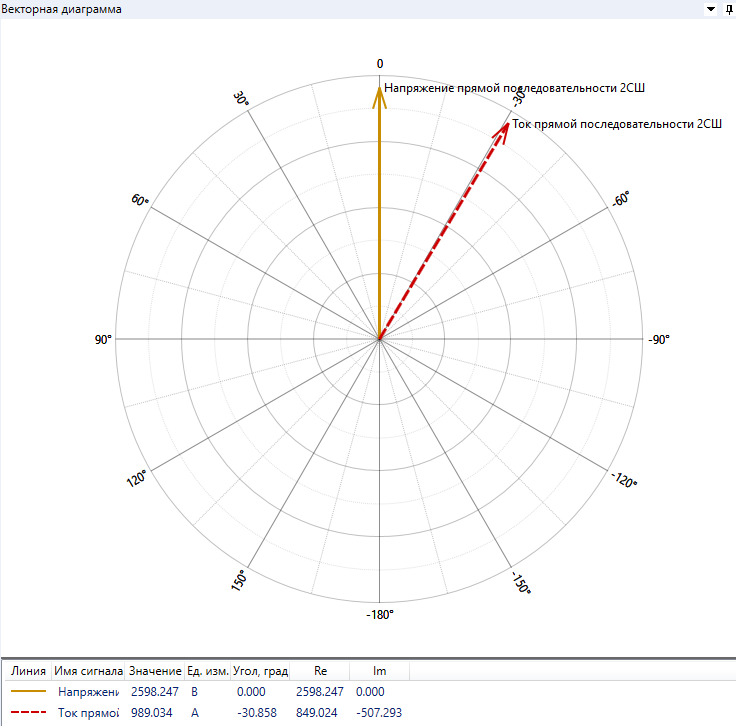 Векторная диаграмма
0
Напряжение прямой последовательности 2СШ
30°
-30°
Ток прямой последовательности 2СШ
60°
-60°
90°
-90°
120°
-120°
150°
-150°
-180°
Линия Имя сигнала Значение Ед. изм. Угол, град Re Im
Напряжени 2598.247 В 0.000 2598.247 0.000
Ток прямой 989.034 А -30.858 849.024 -507.293